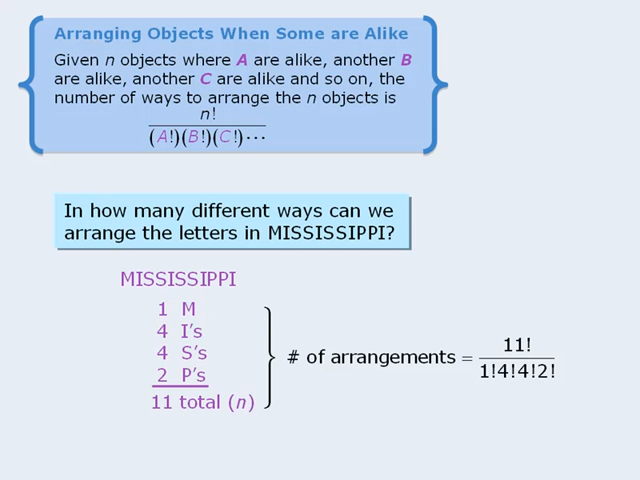 Arranging Objects When Some are Alike
Given n objects where A are alike, another B
are alike, another C are alike and so on, the
number of ways to arrange the n objects is
n!
(A!)(B!)(C!)⋯
In how many different ways can we
arrange the letters in MISSISSIPPI?
MISSISSIPPI
1 M
4 I's
4 S's
2 P's
11 total (n)
# of arrangements = 11!
1!4!4!2!